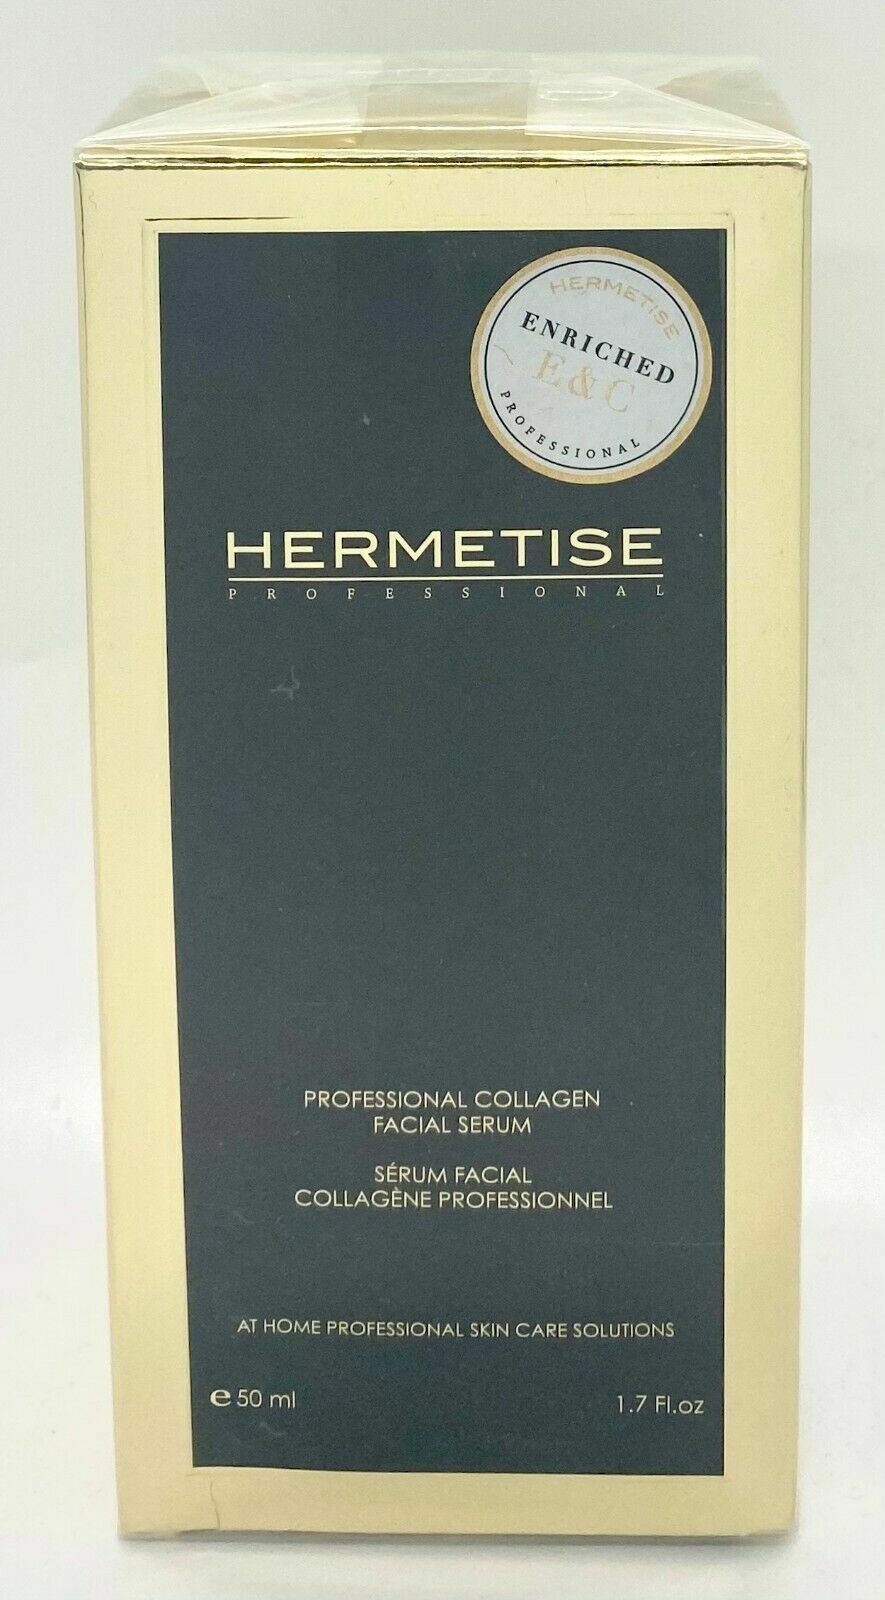 HERMETISE
ENRICHED
E & C
PROFESSIONAL
HERMETISE
PROFESSIONAL
PROFESSIONAL COLLAGEN
FACIAL SERUM
SÉRUM FACIAL
COLLAGÈNE PROFESSIONNEL
AT HOME PROFESSIONAL SKIN CARE SOLUTIONS
℮ 50 ml
1.7 Fl.oz